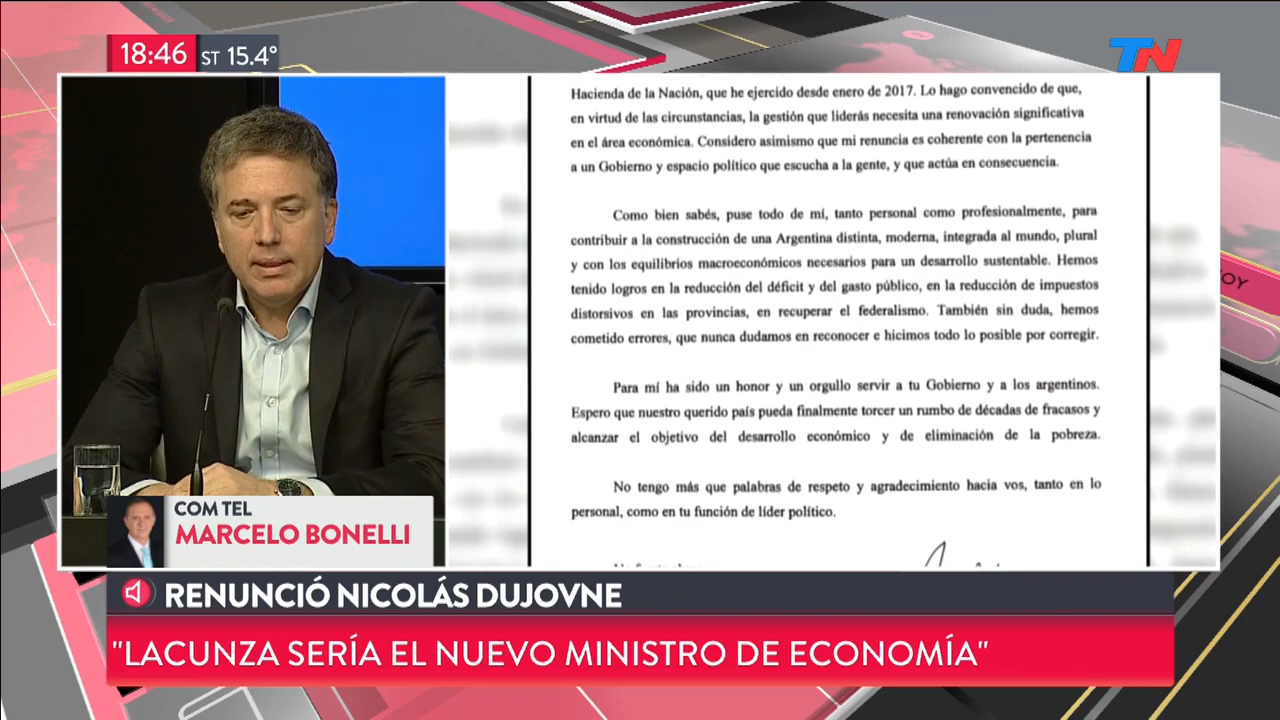 18:46 ST 15.4°
TN
Hacienda de la Nación, que he ejercido desde enero de 2017. Lo hago convencido de que,
en virtud de las circunstancias, la gestión que liderás necesita una renovación significativa
en el área económica. Considero asimismo que mi renuncia es coherente con la pertenencia
a un Gobierno y espacio político que escucha a la gente, y que actúa en consecuencia.
Como bien sabés, puse todo de mí, tanto personal como profesionalmente, para
contribuir a la construcción de una Argentina distinta, moderna, integrada al mundo, plural
y con los equilibrios macroeconómicos necesarios para un desarrollo sustentable. Hemos
tenido logros en la reducción del déficit y del gasto público, en la reducción de impuestos
distorsivos en las provincias, en recuperar el federalismo. También sin duda, hemos
cometido errores, que nunca dudamos en reconocer e hicimos todo lo posible por corregir.
Para mí ha sido un honor y un orgullo servir a tu Gobierno y a los argentinos.
Espero que nuestro querido país pueda finalmente torcer un rumbo de décadas de fracasos y
alcanzar el objetivo del desarrollo económico y de eliminación de la pobreza.
No tengo más que palabras de respeto y agradecimiento hacia vos, tanto en lo
personal, como en tu función de líder político.
COM TEL
MARCELO BONELLI
RENUNCIÓ NICOLÁS DUJOVNE
"LACUNZA SERÍA EL NUEVO MINISTRO DE ECONOMÍA"